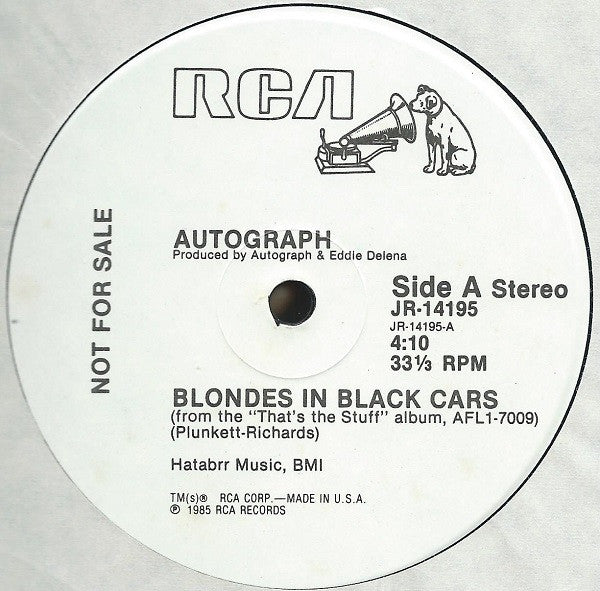 RCA
NOT FOR SALE
AUTOGRAPH
Produced by Autograph & Eddie Delena
Side A Stereo
JR-14195
JR-14195-A
4:10
33⅓ RPM
BLONDES IN BLACK CARS
(from the "That's the Stuff" album, AFL1-7009)
(Plunkett-Richards)
Hatabrr Music, BMI
TM(s)® RCA CORP.—MADE IN U.S.A.
℗ 1985 RCA RECORDS